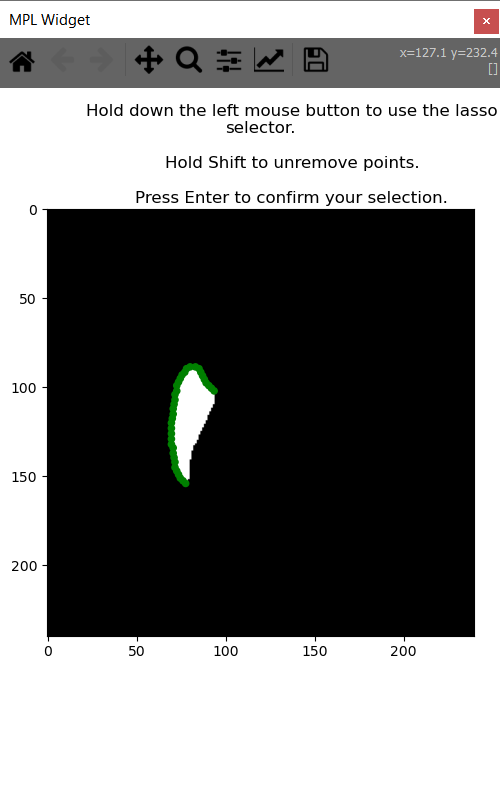 MPL Widget
x=127.1 y=232.4
[]
Hold down the left mouse button to use the lasso
selector.
Hold Shift to unremove points.
Press Enter to confirm your selection.
0
50
100
150
200
0 50 100 150 200